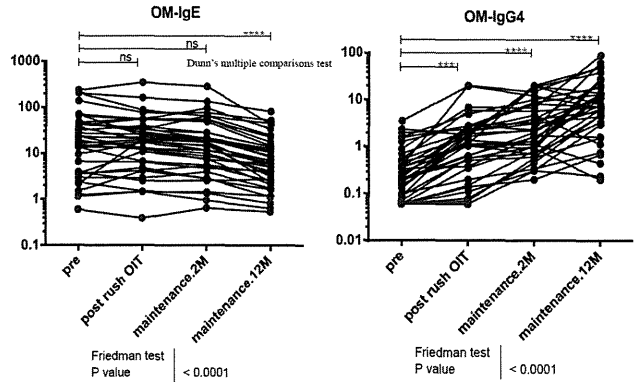 OM-IgE
****
ns
ns
Dunn's multiple comparisons test
1000
100
10
1
0.1
pre
post rush OIT
maintenance.2M
maintenance.12M
Friedman test
P value
< 0.0001
OM-IgG4
****
****
***
100
10
1
0.1
0.01
pre
post rush OIT
maintenance.2M
maintenance.12M
Friedman test
P value
< 0.0001